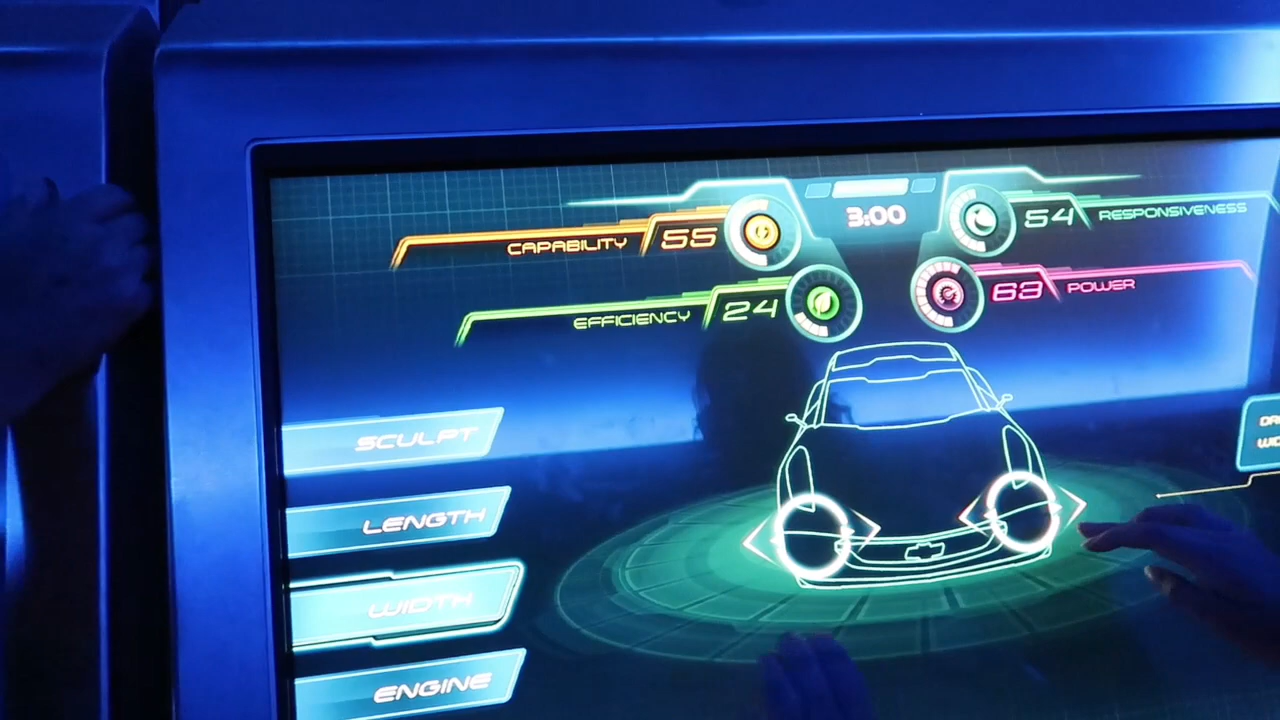 3:00
CAPABILITY 55
54 RESPONSIVENESS
EFFICIENCY 24
63 POWER
SCULPT
LENGTH
WIDTH
ENGINE